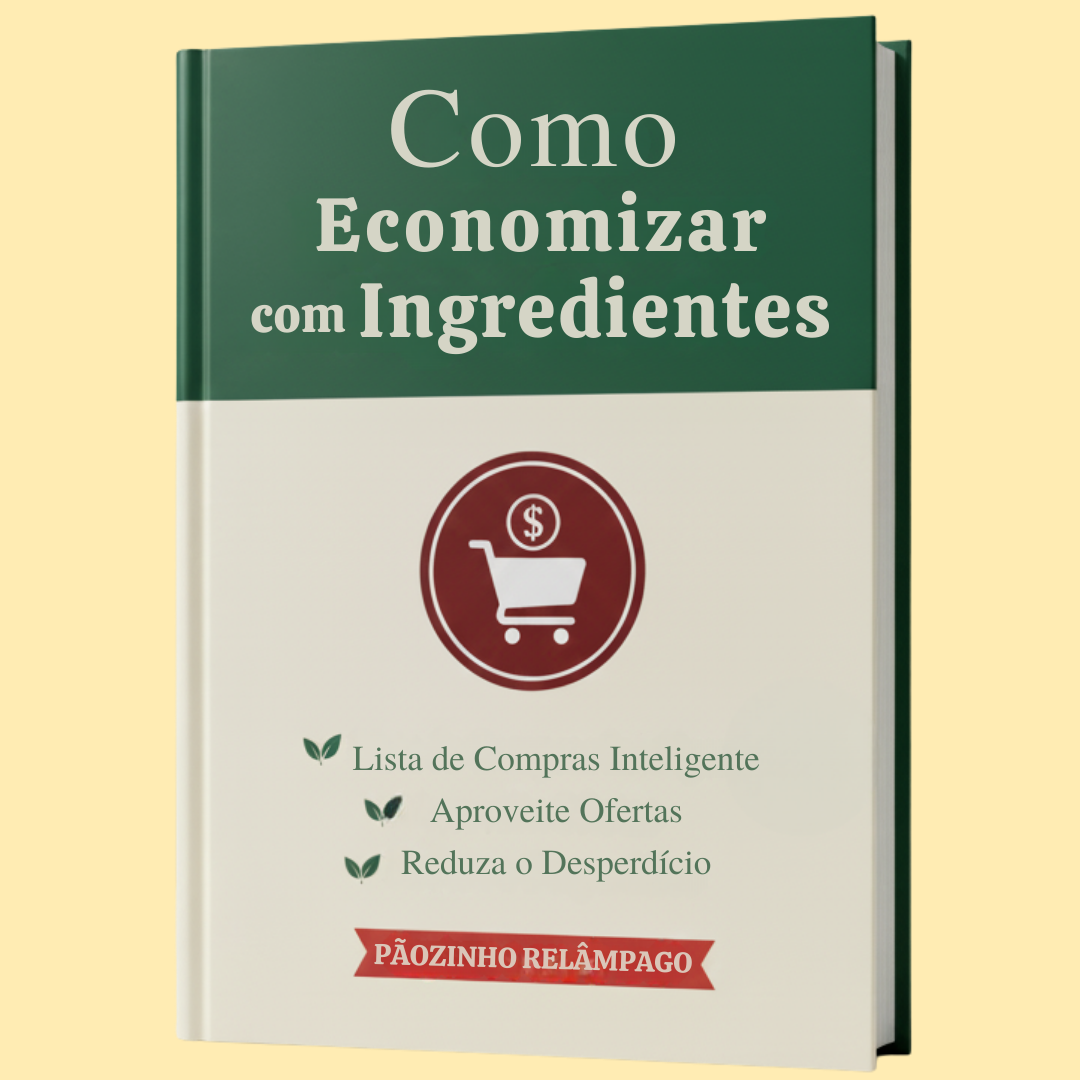 Como
Economizar
com Ingredientes
$
Lista de Compras Inteligente
Aproveite Ofertas
Reduza o Desperdício
PÃOZINHO RELÂMPAGO